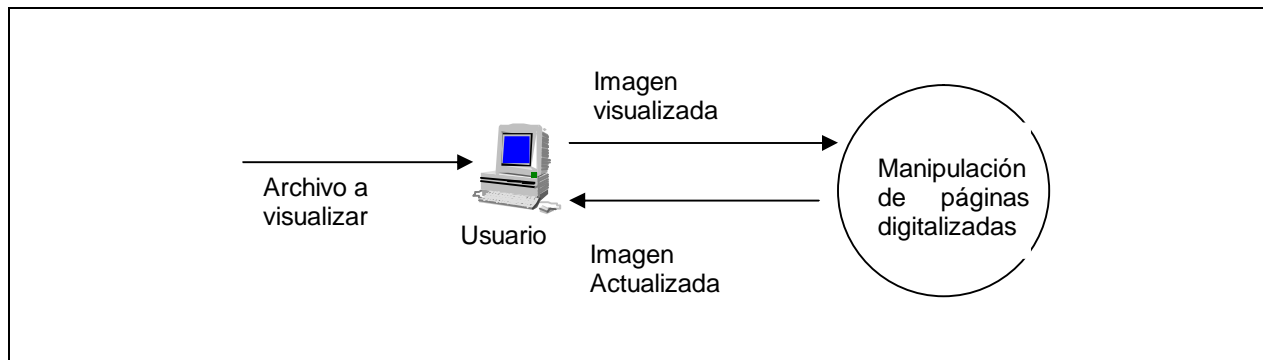 Imagen
visualizada
Archivo a
visualizar
Usuario
Imagen
Actualizada
Manipulación
de páginas
digitalizadas